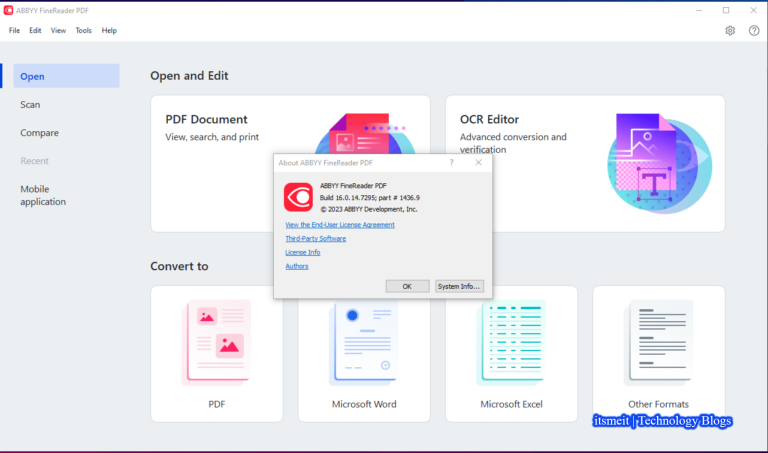 ABBYY FineReader PDF
File Edit View Tools Help
Open
Scan
Compare
Recent
Mobile
application
Open and Edit
PDF Document
View, search, and print
OCR Editor
Advanced conversion and
verification
About ABBYY FineReader PDF
ABBYY FineReader PDF
Build 16.0.14.7295; part # 1436.9
© 2023 ABBYY Development, Inc.
View the End-User License Agreement
Third-Party Software
License Info
Authors
OK System Info...
Convert to
PDF
Microsoft Word
Microsoft Excel
Other Formats
itsmeit | Technology Blogs